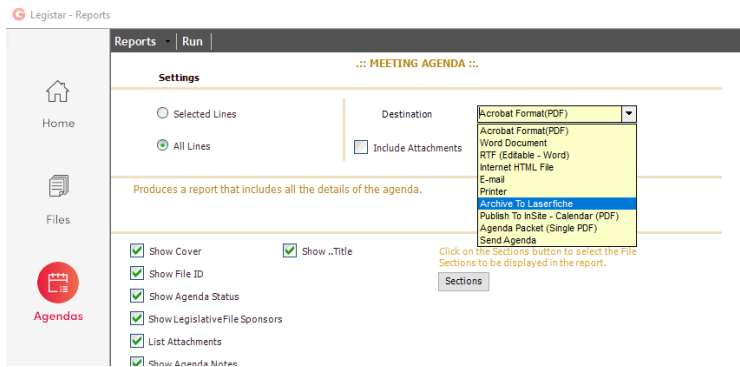 G Legistar - Reports
Reports Run
.:: MEETING AGENDA ::.
Settings
Home
Selected Lines
Destination
Acrobat Format(PDF)
All Lines
Include Attachments
Acrobat Format(PDF)
Word Document
RTF (Editable - Word)
Internet HTML File
E-mail
Printer
Archive To Laserfiche
Publish To InSite - Calendar (PDF)
Agenda Packet (Single PDF)
Send Agenda
Files
Produces a report that includes all the details of the agenda.
Show Cover
Show ..Title
Click on the Sections button to select the File
Sections to be displayed in the report.
Show File ID
Sections
Agendas
Show Agenda Status
Show LegislativeFile Sponsors
List Attachments
Show Agenda Notes